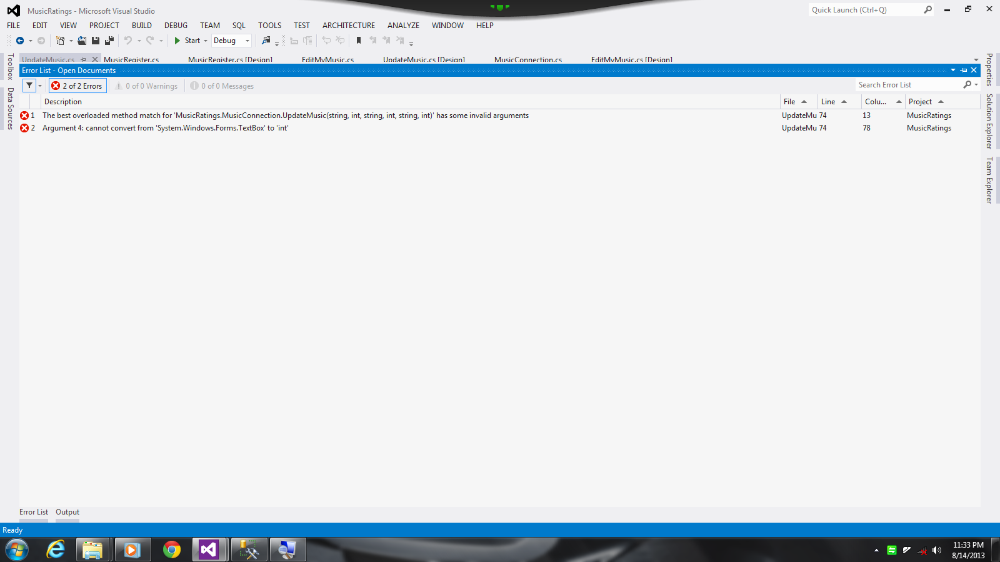 MusicRatings - Microsoft Visual Studio
Quick Launch (Ctrl+Q)
FILE EDIT VIEW PROJECT BUILD DEBUG TEAM SQL TOOLS TEST ARCHITECTURE ANALYZE WINDOW HELP
Start Debug
UpdateMusic.cs MusicRegister.cs MusicRegister.cs [Design] EditMyMusic.cs UpdateMusic.cs [Design] MusicConnection.cs EditMyMusic.cs [Design]
Toolbox
Data Sources
Error List - Open Documents
2 of 2 Errors 0 of 0 Warnings 0 of 0 Messages
Search Error List
Description File Line Colu... Project
1 The best overloaded method match for 'MusicRatings.MusicConnection.UpdateMusic(string, int, string, int, string, int)' has some invalid arguments UpdateMu 74 13 MusicRatings
2 Argument 4: cannot convert from 'System.Windows.Forms.TextBox' to 'int' UpdateMu 74 78 MusicRatings
Properties
Solution Explorer
Team Explorer
Error List Output
Ready
11:33 PM
8/14/2013